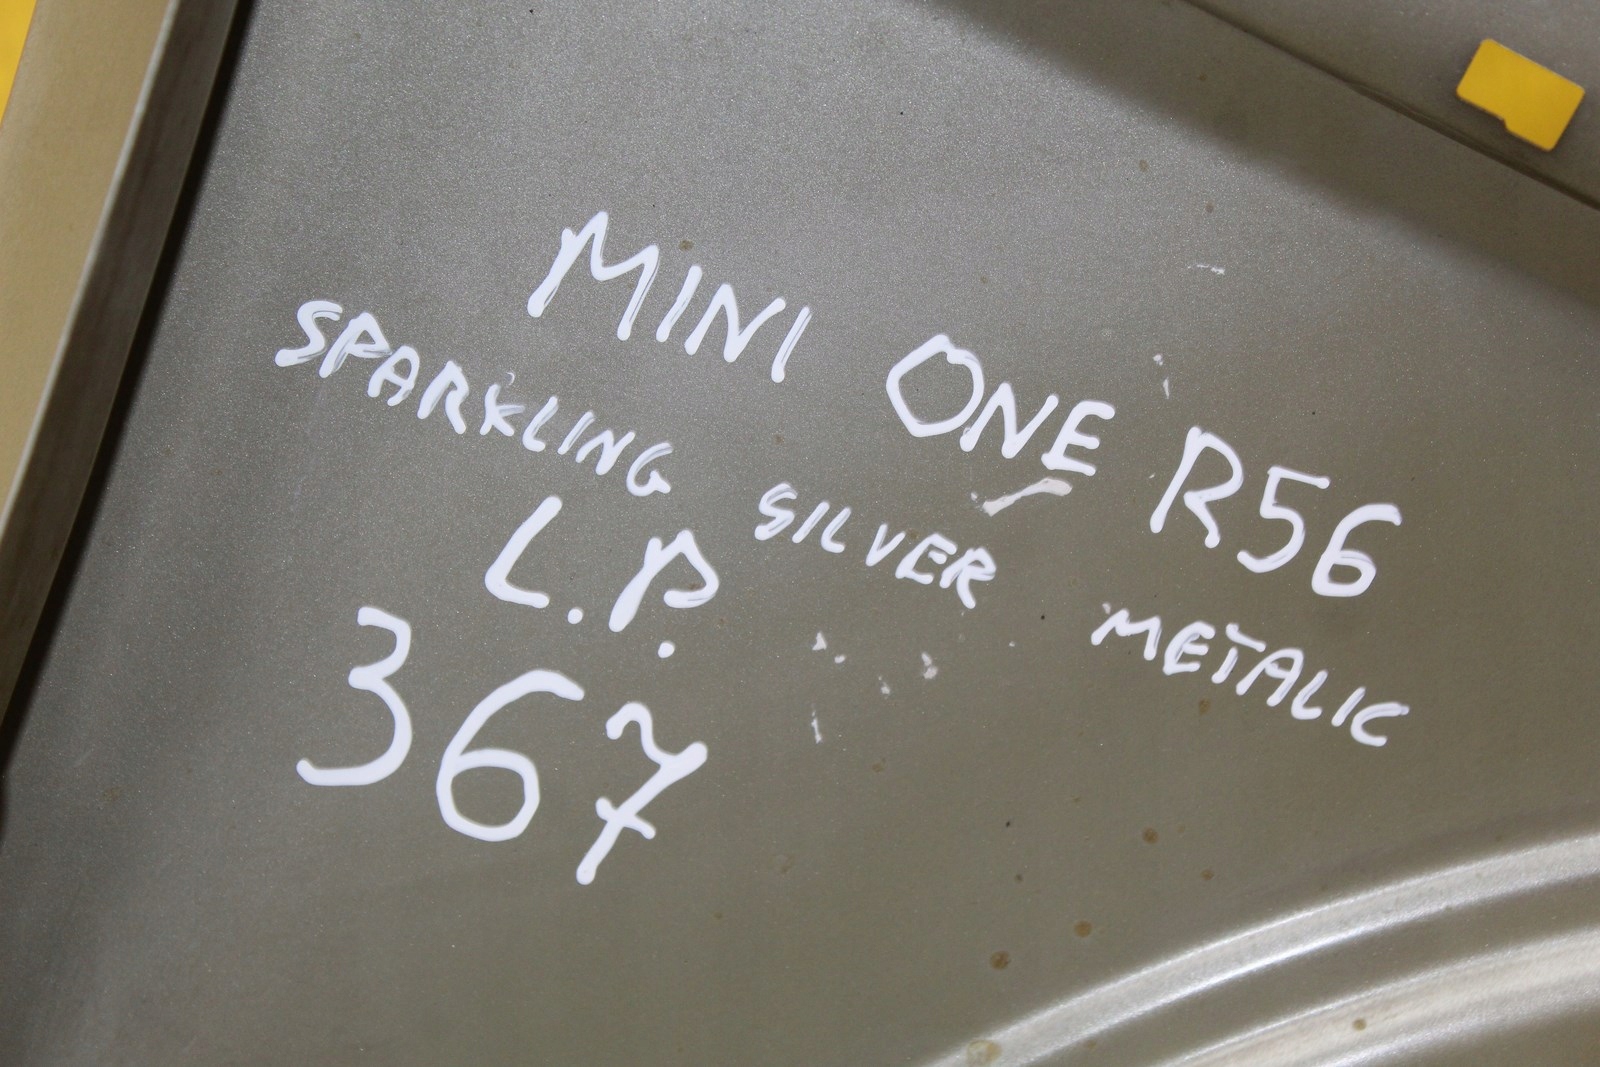 MINI ONE R56
SPARKLING SILVER METALIC
L.P.
367